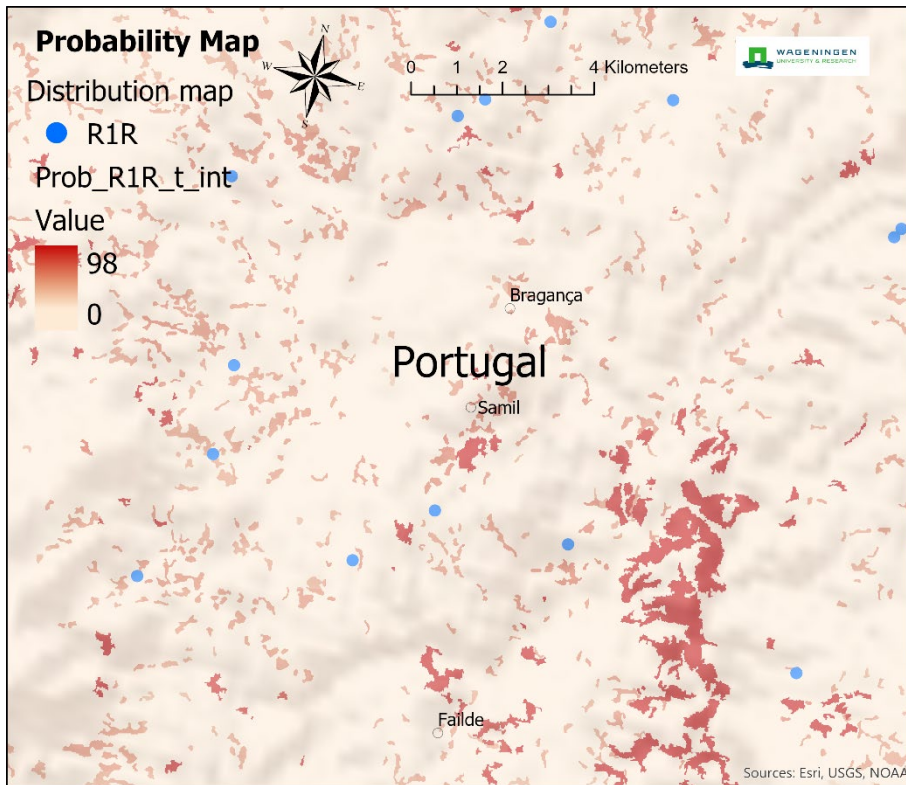 Probability Map
Distribution map
R1R
Prob_R1R_t_int
Value
98
0
N
W
E
S
0 1 2 4 Kilometers
WAGENINGEN
UNIVERSITY & RESEARCH
Bragança
Portugal
Samil
Failde
Sources: Esri, USGS, NOAA